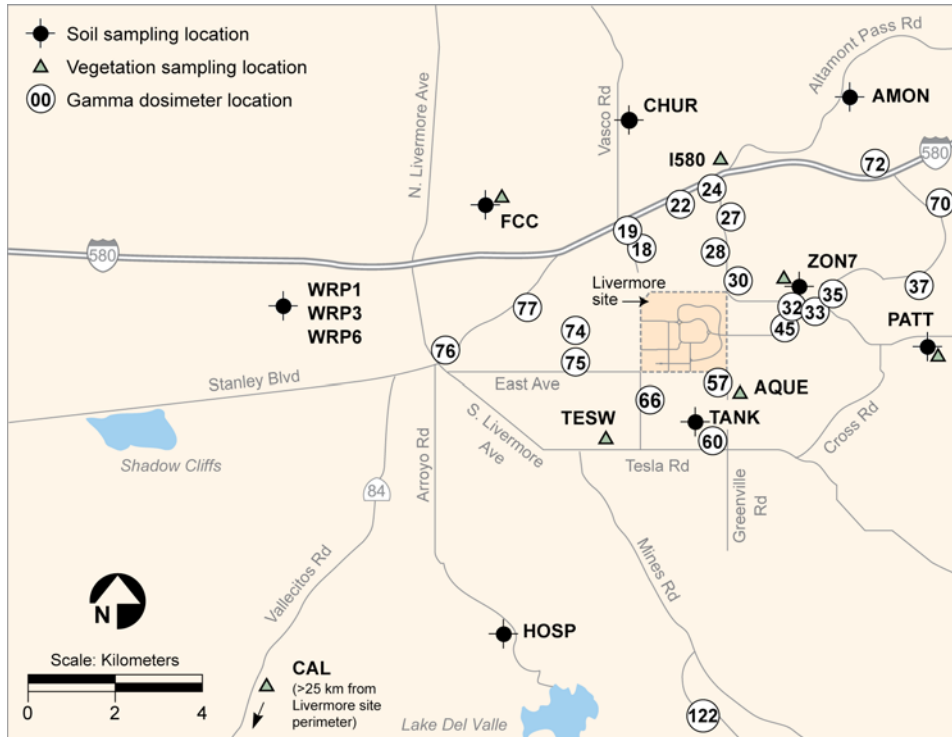 Soil sampling location
Vegetation sampling location
00 Gamma dosimeter location
N. Livermore Ave
Vasco Rd
Altamont Pass Rd
CHUR
AMON
I580
580
72
24
22
27
70
FCC
19
18
28
580
ZON7
30
37
35
32
33
Livermore
site
WRP1
WRP3
WRP6
77
74
45
PATT
76
75
Stanley Blvd
East Ave
57
AQUE
66
TESW
TANK
60
S. Livermore
Ave
Cross Rd
Shadow Cliffs
Tesla Rd
84
Arroyo Rd
Greenville
Rd
Vallecitos Rd
Mines Rd
N
HOSP
Scale: Kilometers
0 2 4
CAL
(>25 km from
Livermore site
perimeter)
Lake Del Valle
122